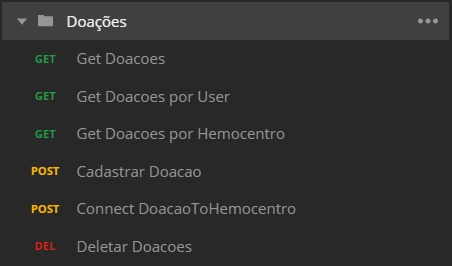 Doações
GET Get Doacoes
GET Get Doacoes por User
GET Get Doacoes por Hemocentro
POST Cadastrar Doacao
POST Connect DoacaoToHemocentro
DEL Deletar Doacoes